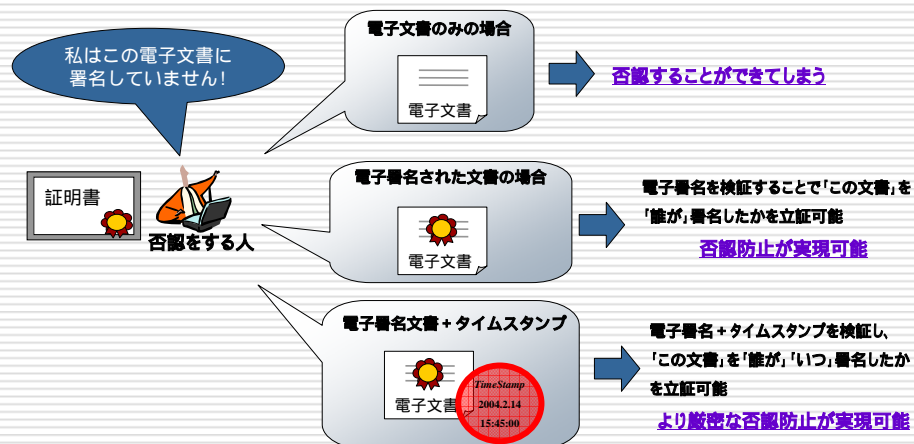 私はこの電子文書に
署名していません!
証明書
否認をする人
電子文書のみの場合
電子文書
否認することができてしまう
電子署名された文書の場合
電子文書
電子署名を検証することで「この文書」を
「誰が」署名したかを立証可能
否認防止が実現可能
電子署名文書+タイムスタンプ
電子文書
TimeStamp
2004.2.14
15:45:00
電子署名+タイムスタンプを検証し、
「この文書」を「誰が」「いつ」署名したか
を立証可能
より厳密な否認防止が実現可能